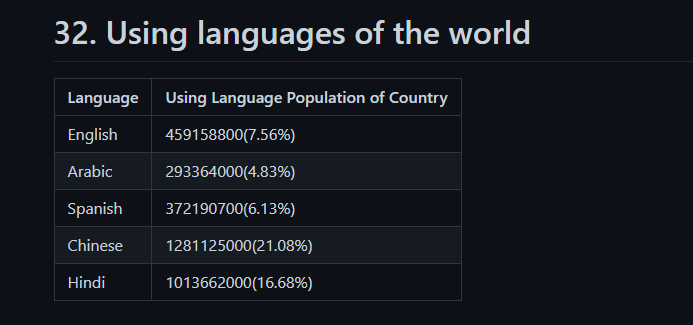 32. Using languages of the world
Language Using Language Population of Country
English 459158800(7.56%)
Arabic 293364000(4.83%)
Spanish 372190700(6.13%)
Chinese 1281125000(21.08%)
Hindi 1013662000(16.68%)